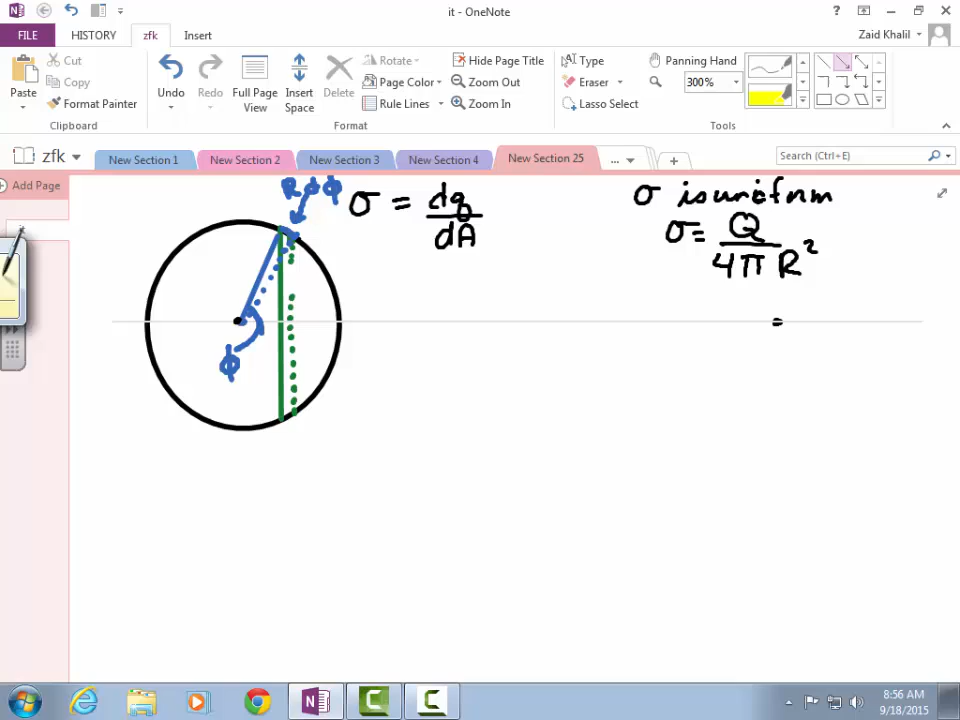 it - OneNote
?
FILE
HISTORY
zfk
Insert
Zaid Khalil
Paste
Cut
Copy
Format Painter
Clipboard
Undo
Redo
Full Page View
Insert Space
Delete
Rotate
Page Color
Rule Lines
Hide Page Title
Zoom Out
Zoom In
Format
Type
Eraser
Lasso Select
Panning Hand
300%
Tools
zfk
New Section 1
New Section 2
New Section 3
New Section 4
New Section 25
...
Search (Ctrl+E)
Add Page
R ϕ ϕ
σ = dq/dA
σ is uniform
σ = Q/4πR²
ϕ
8:56 AM
9/18/2015